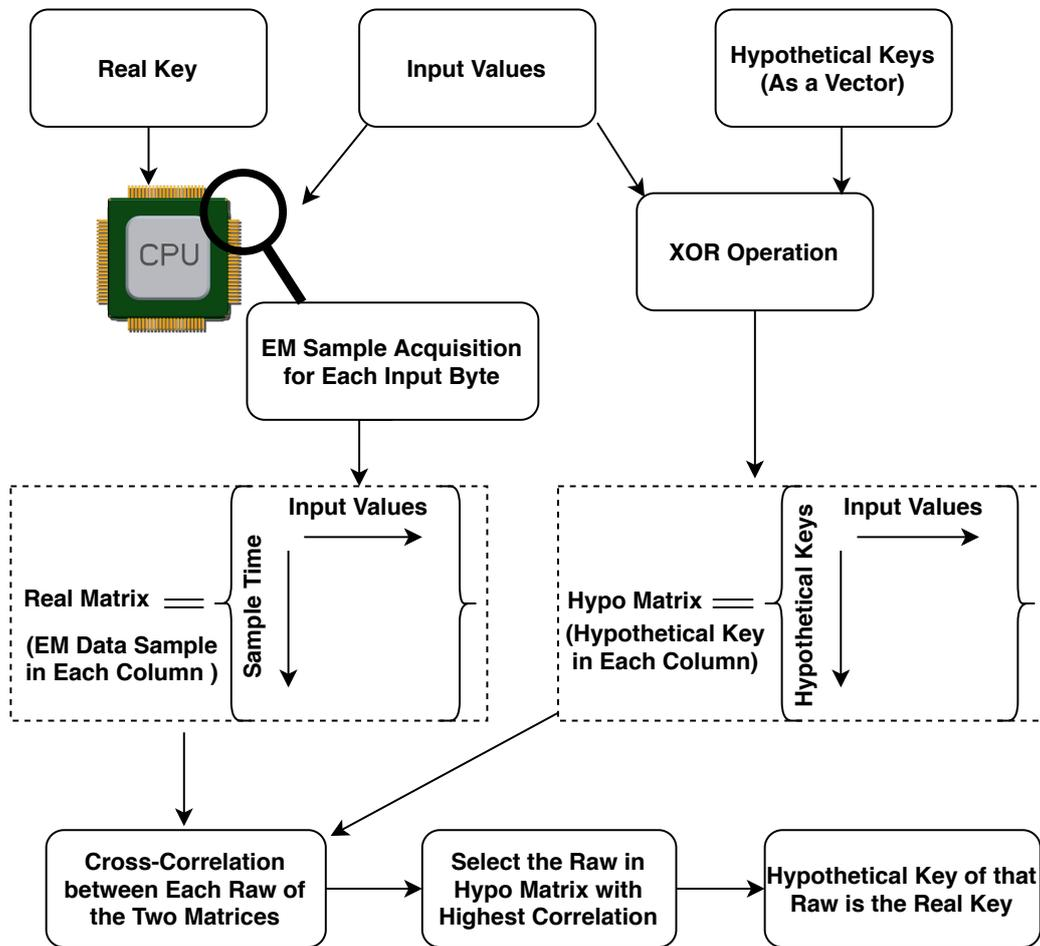 Real Key
Input Values
Hypothetical Keys
(As a Vector)
CPU
XOR Operation
EM Sample Acquisition
for Each Input Byte
Input Values
Sample Time
Real Matrix
(EM Data Sample
in Each Column )
Input Values
Hypothetical Keys
Hypo Matrix
(Hypothetical Key
in Each Column)
Cross-Correlation
between Each Raw of
the Two Matrices
Select the Raw in
Hypo Matrix with
Highest Correlation
Hypothetical Key of that
Raw is the Real Key